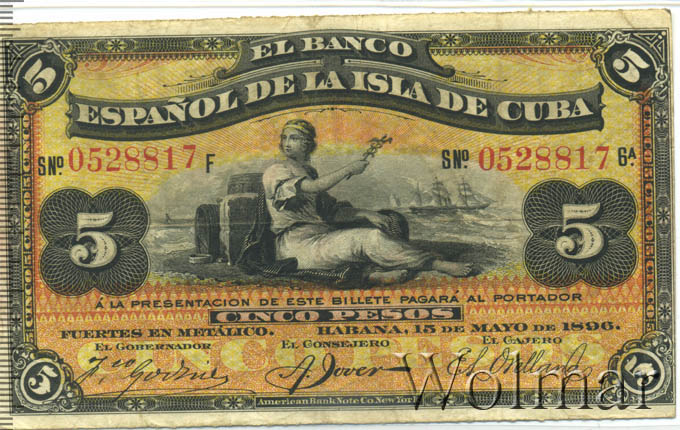 5 EL BANCO 5
ESPAÑOL DE LA ISLA DE CUBA
SNº 0528817 F SNº 0528817 6A
5 5
Á LA PRESENTACION DE ESTE BILLETE PAGARÁ AL PORTADOR
CINCO PESOS
FUERTES EN METÁLICO. HABANA, 15 DE MAYO DE 1896.
EL GOBERNADOR EL CONSEJERO EL CAJERO
CINCO PESOS
5 5
American Bank Note Co. New York
Wolmar